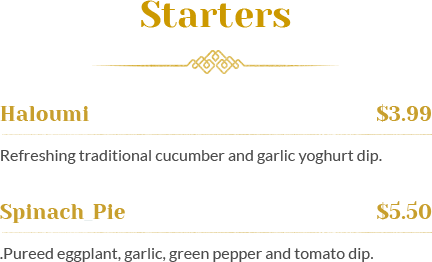 Starters
Haloumi $3.99
Refreshing traditional cucumber and garlic yoghurt dip.
Spinach Pie $5.50
.Pureed eggplant, garlic, green pepper and tomato dip.